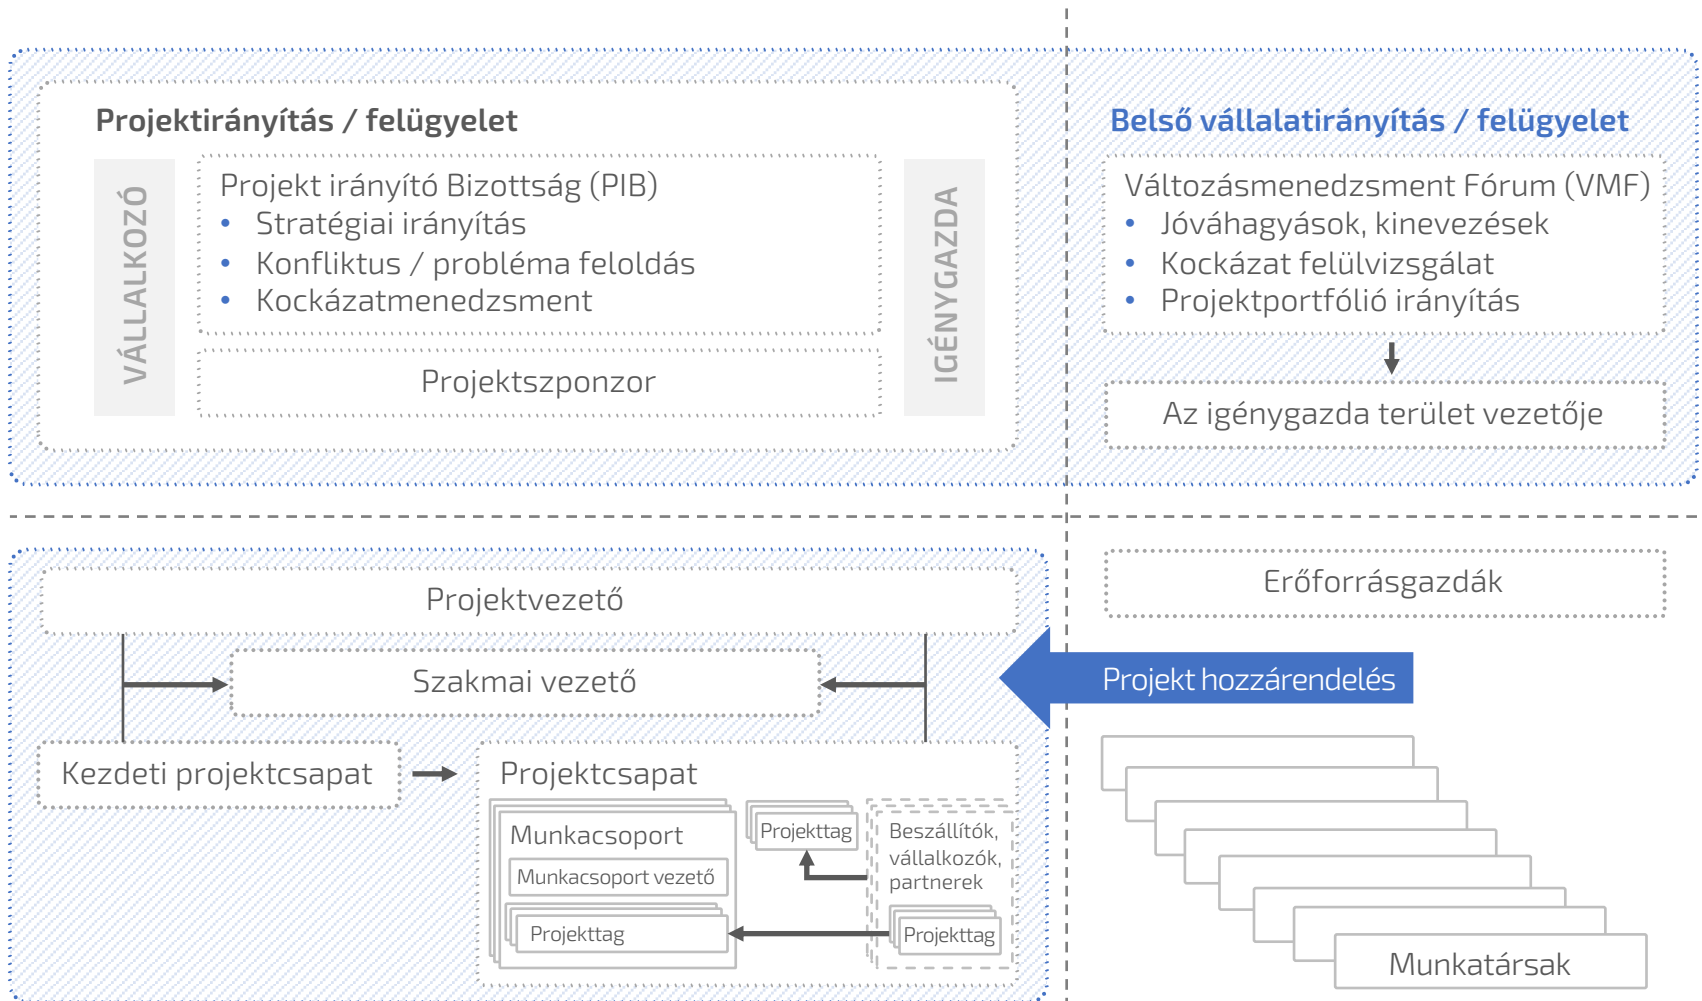 Projektirányítás / felügyelet
VÁLLALKOZÓ
Projekt irányító Bizottság (PIB)
• Stratégiai irányítás
• Konfliktus / probléma feloldás
• Kockázatmenedzsment
Projektszponzor
IGÉNYGAZDA
Belső vállalatirányítás / felügyelet
Változásmenedzsment Fórum (VMF)
• Jóváhagyások, kinevezések
• Kockázat felülvizsgálat
• Projektportfólió irányítás
Az igénygazda terület vezetője
Projektvezető
Szakmai vezető
Kezdeti projektcsapat
Projektcsapat
Munkacsoport
Munkacsoport vezető
Projekttag
Projekttag
Beszállítók,
vállalkozók,
partnerek
Projekttag
Erőforrásgazdák
Projekt hozzárendelés
Munkatársak